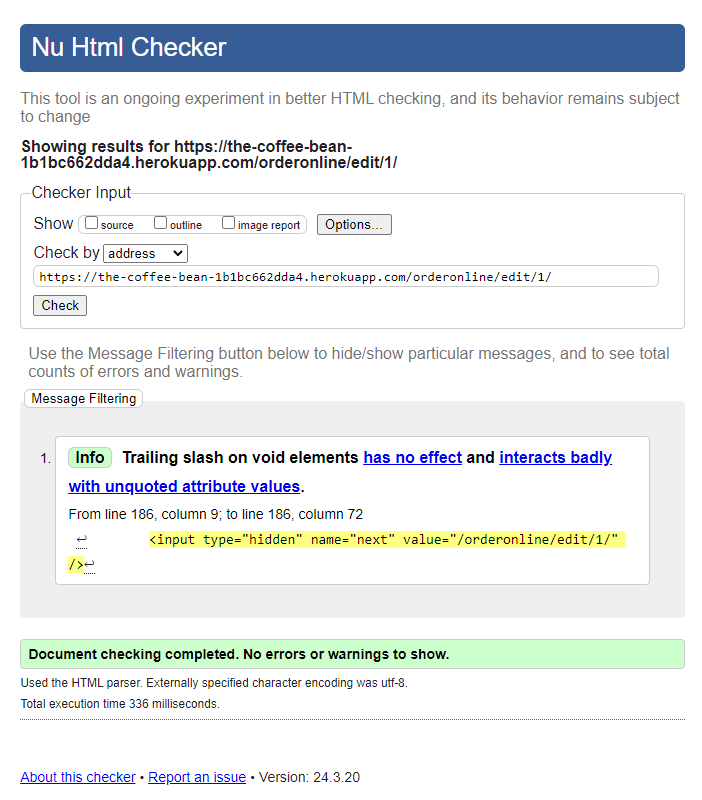 Nu Html Checker
This tool is an ongoing experiment in better HTML checking, and its behavior remains subject
to change
Showing results for https://the-coffee-bean-
1b1bc662dda4.herokuapp.com/orderonline/edit/1/
Checker Input
Show source outline image report Options...
Check by address
https://the-coffee-bean-1b1bc662dda4.herokuapp.com/orderonline/edit/1/
Check
Use the Message Filtering button below to hide/show particular messages, and to see total
counts of errors and warnings.
Message Filtering
1. Info Trailing slash on void elements has no effect and interacts badly
with unquoted attribute values.
From line 186, column 9; to line 186, column 72
↩ <input type="hidden" name="next" value="/orderonline/edit/1/"
/>↩
Document checking completed. No errors or warnings to show.
Used the HTML parser. Externally specified character encoding was utf-8.
Total execution time 336 milliseconds.
About this checker • Report an issue • Version: 24.3.20